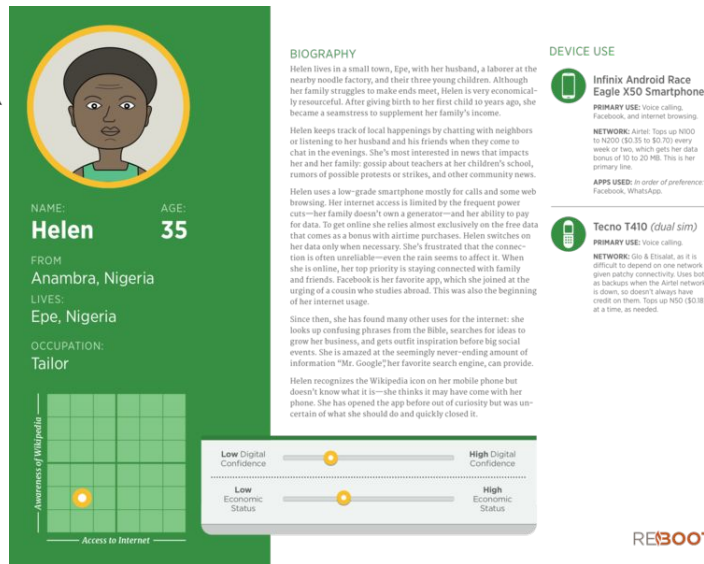 NAME:
Helen
AGE:
35
FROM
Anambra, Nigeria
LIVES:
Epe, Nigeria
OCCUPATION:
Tailor
Awareness of Wikipedia
Access to Internet
BIOGRAPHY
Helen lives in a small town, Epe, with her husband, a laborer at the
nearby noodle factory, and their three young children. Although
her family struggles to make ends meet, Helen is very economical-
ly resourceful. After giving birth to her first child 10 years ago, she
became a seamstress to supplement her family's income.
Helen keeps track of local happenings by chatting with neighbors
or listening to her husband and his friends when they come to
chat in the evenings. She's most interested in news that impacts
her and her family: gossip about teachers at her children's school,
rumors of possible protests or strikes, and other community news.
Helen uses a low-grade smartphone mostly for calls and some web
browsing. Her internet access is limited by the frequent power
cuts—her family doesn't own a generator—and her ability to pay
for data. To get online she relies almost exclusively on the free data
that comes as a bonus with airtime purchases. Helen switches on
her data only when necessary. She's frustrated that the connec-
tion is often unreliable—even the rain seems to affect it. When
she is online, her top priority is staying connected with family
and friends. Facebook is her favorite app, which she joined at the
urging of a cousin who studies abroad. This was also the beginning
of her internet usage.
Since then, she has found many other uses for the internet: she
looks up confusing phrases from the Bible, searches for ideas to
grow her business, and gets outfit inspiration before big social
events. She is amazed at the seemingly never-ending amount of
information "Mr. Google", her favorite search engine, can provide.
Helen recognizes the Wikipedia icon on her mobile phone but
doesn't know what it is—she thinks it may have come with her
phone. She has opened the app before out of curiosity but was un-
certain of what she should do and quickly closed it.
Low Digital
Confidence
High Digital
Confidence
Low
Economic
Status
High
Economic
Status
DEVICE USE
Infinix Android Race
Eagle X50 Smartphone
PRIMARY USE: Voice calling,
Facebook, and internet browsing.
NETWORK: Airtel: Tops up N100
to N200 ($0.35 to $0.70) every
week or two, which gets her data
bonus of 10 to 20 MB. This is her
primary line.
APPS USED: In order of preference:
Facebook, WhatsApp.
Tecno T410 (dual sim)
PRIMARY USE: Voice calling.
NETWORK: Glo & Etisalat, as it is
difficult to depend on one network
given patchy connectivity. Uses bot
as backups when the Airtel network
is down, so doesn't always have
credit on them. Tops up N50 ($0.18
at a time, as needed.
REBOOT